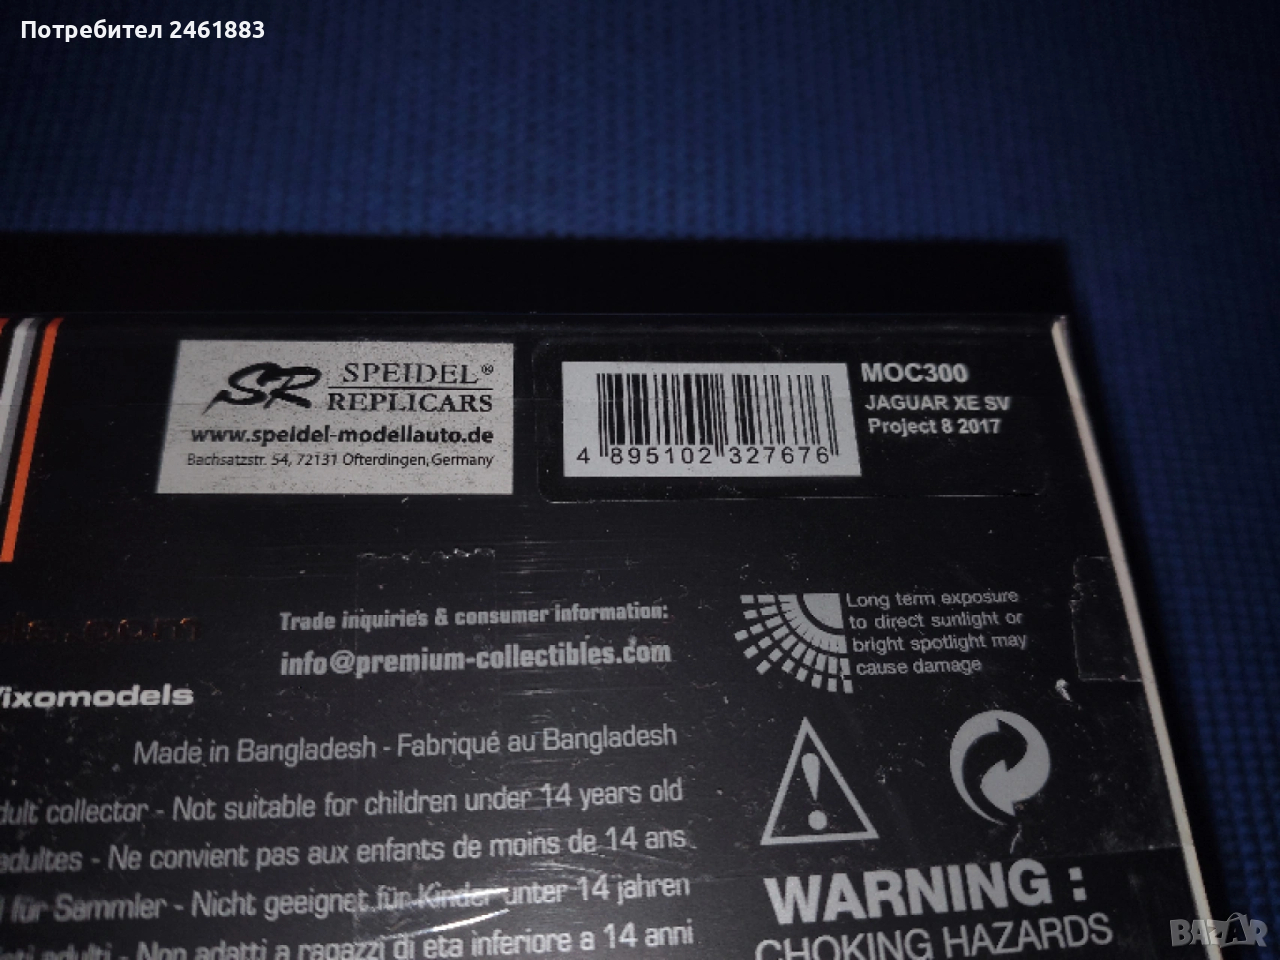 Потребител 2461883
SR SPEIDEL®
REPLICARS
www.speidel-modellauto.de
Bachsatzstr. 54, 72131 Ofterdingen, Germany
4 895102 327676
MOC300
JAGUAR XE SV
Project 8 2017
Trade inquiries & consumer information:
info@premium-collectibles.com
Long term exposure
to direct sunlight or
bright spotlight may
cause damage
/ixomodels
Made in Bangladesh - Fabriqué au Bangladesh
dult collector - Not suitable for children under 14 years old
adultes - Ne convient pas aux enfants de moins de 14 ans
für Sammler - Nicht geeignet für Kinder unter 14 jahren
adulti - Non adatti a ragazzi di eta inferiore a 14 anni
WARNING :
CHOKING HAZARDS
BAZAR